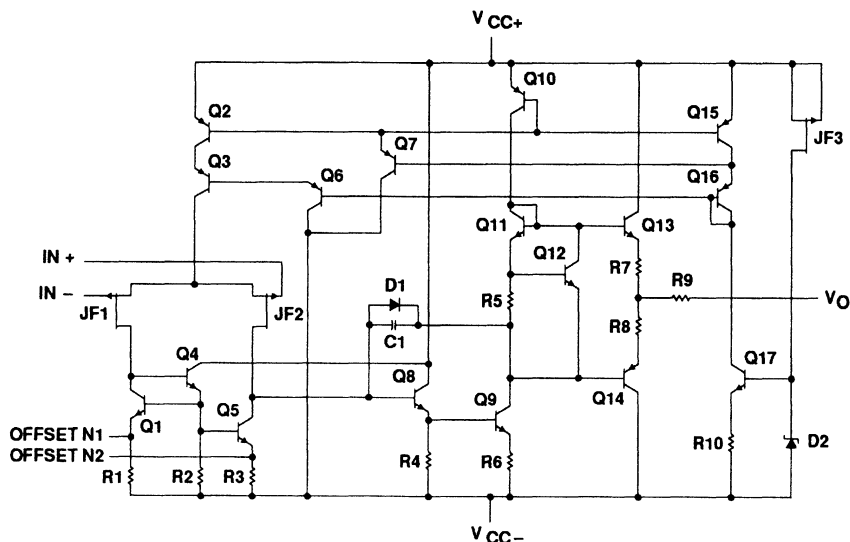 V CC+
Q10
Q2
Q15
Q7
JF3
Q3
Q6
Q16
Q11
Q13
Q12
IN +
R7
R9
D1
IN –
R5
VO
JF1
JF2
C1
R8
Q4
Q8
Q17
Q9
Q5
Q14
OFFSET N1
Q1
D2
OFFSET N2
R10
R1
R2
R3
R4
R6
V CC–